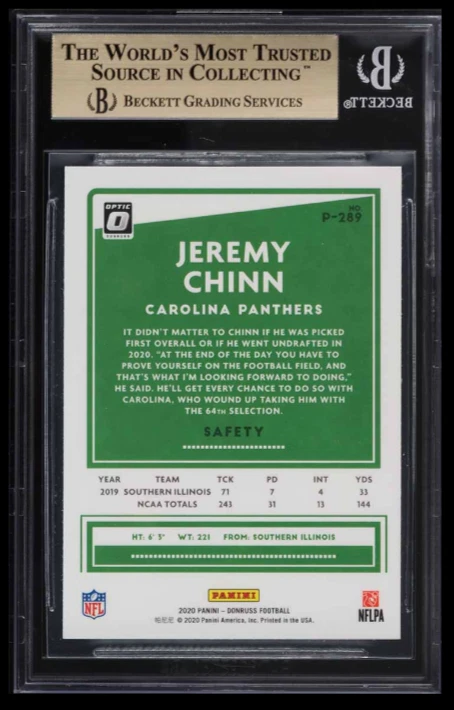 THE WORLD'S MOST TRUSTED
SOURCE IN COLLECTING™
B BECKETT GRADING SERVICES
B
BECKETT®
OPTIC
NO.
P-289
JEREMY
CHINN
CAROLINA PANTHERS
IT DIDN'T MATTER TO CHINN IF HE WAS PICKED
FIRST OVERALL OR IF HE WENT UNDRAFTED IN
2020. "AT THE END OF THE DAY YOU HAVE TO
PROVE YOURSELF ON THE FOOTBALL FIELD, AND
THAT'S WHAT I'M LOOKING FORWARD TO DOING,"
HE SAID. HE'LL GET EVERY CHANCE TO DO SO WITH
CAROLINA, WHO WOUND UP TAKING HIM WITH
THE 64TH SELECTION.
SAFETY
YEAR TEAM TCK PD INT YDS
2019 SOUTHERN ILLINOIS 71 7 4 33
NCAA TOTALS 243 31 13 144
HT: 6' 3" WT: 221 FROM: SOUTHERN ILLINOIS
NFL
PANINI
NFLPA
2020 PANINI – DONRUSS FOOTBALL
© 2020 Panini America, Inc. Printed in the USA.